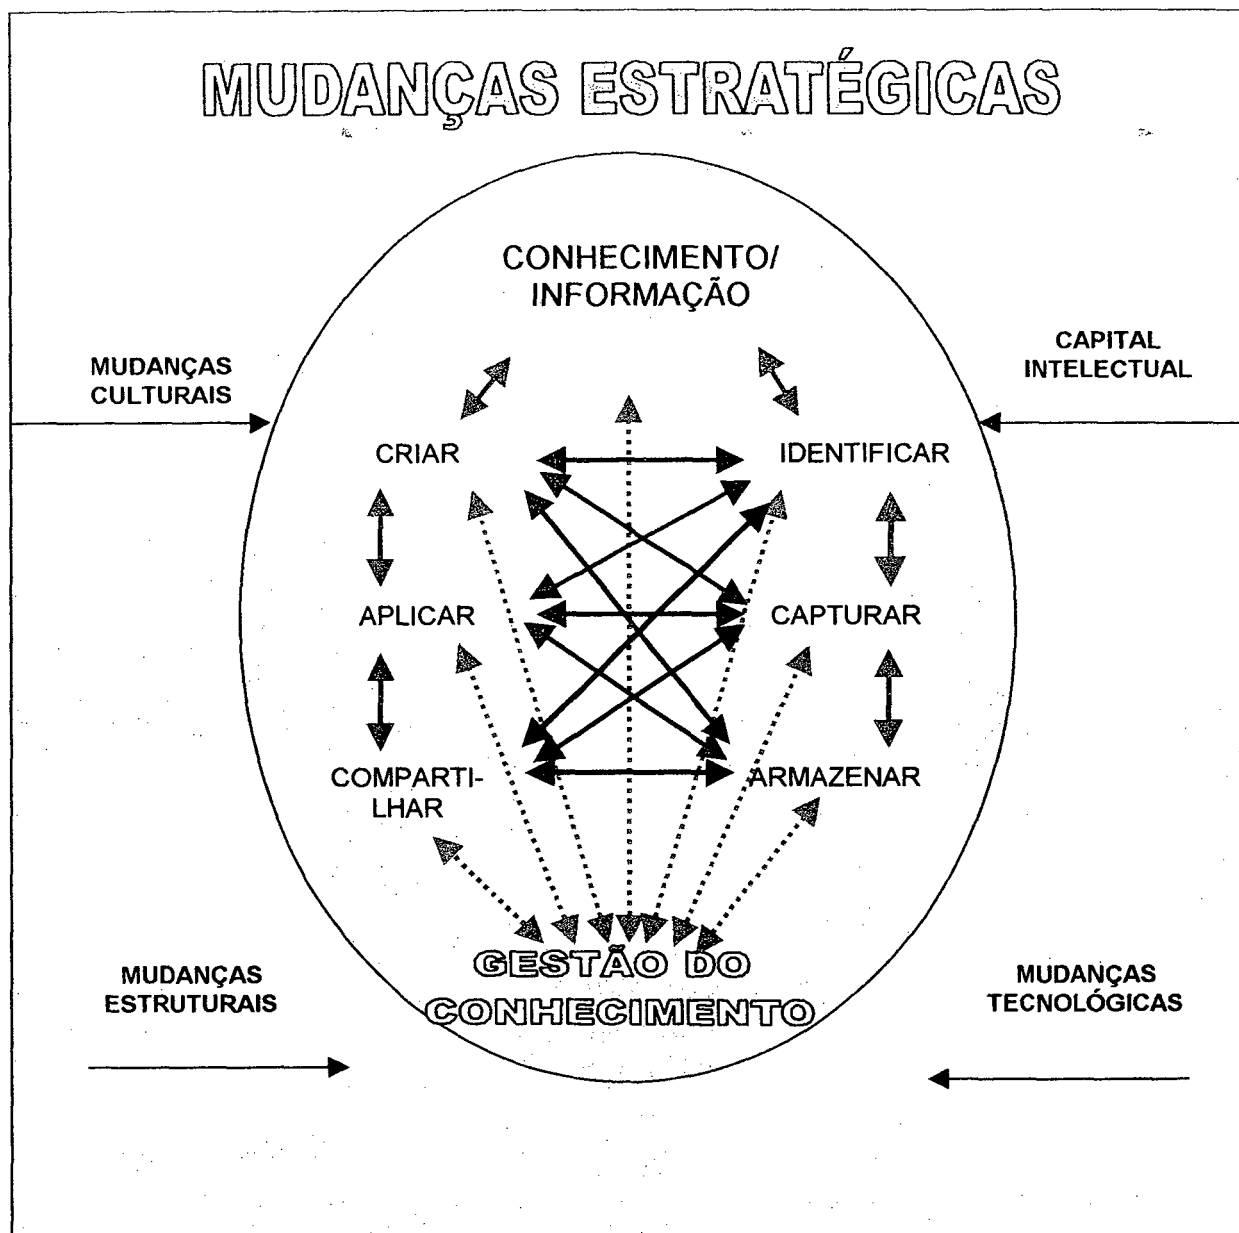 MUDANÇAS ESTRATÉGICAS
CONHECIMENTO/
INFORMAÇÃO
MUDANÇAS
CULTURAIS
CAPITAL
INTELECTUAL
CRIAR
IDENTIFICAR
APLICAR
CAPTURAR
COMPARTI-
LHAR
ARMAZENAR
GESTÃO DO
CONHECIMENTO
MUDANÇAS
ESTRUTURAIS
MUDANÇAS
TECNOLÓGICAS